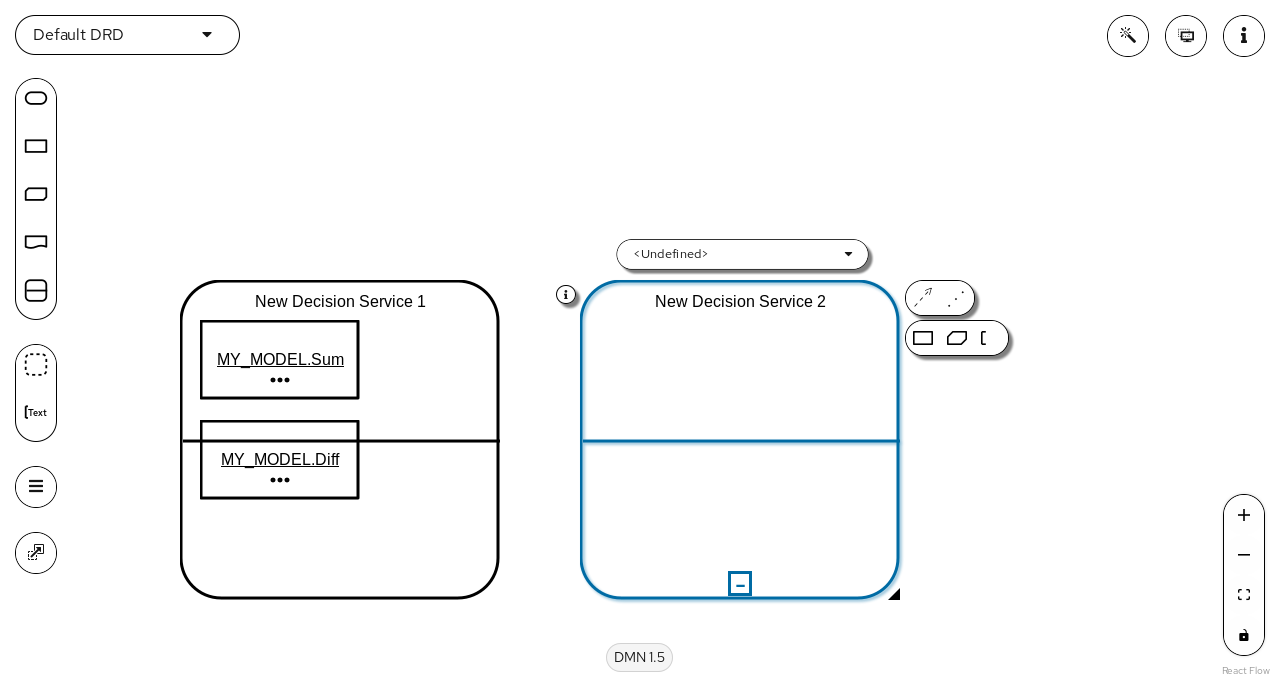 Default DRD
Text
<Undefined>
New Decision Service 1
New Decision Service 2
MY_MODEL.Sum
MY_MODEL.Diff
DMN 1.5
React Flow